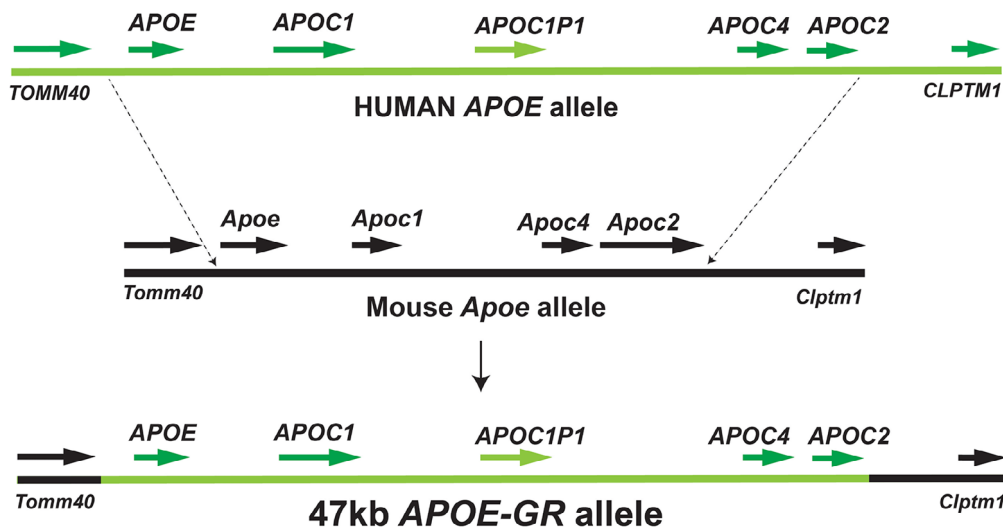 APOE APOC1 APOC1P1 APOC4 APOC2
TOMM40 CLPTM1
HUMAN APOE allele
Apoe Apoc1 Apoc4 Apoc2
Tomm40 Clptm1
Mouse Apoe allele
APOE APOC1 APOC1P1 APOC4 APOC2
Tomm40 Clptm1
47kb APOE-GR allele